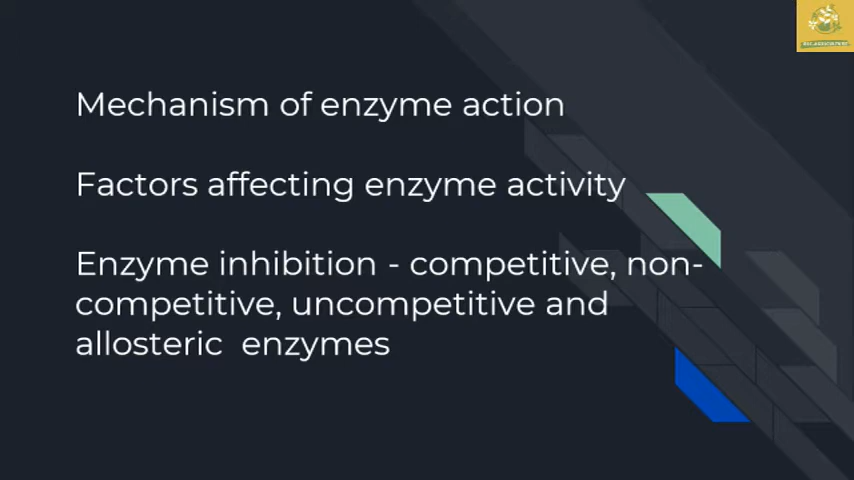 Mechanism of enzyme action
Factors affecting enzyme activity
Enzyme inhibition - competitive, non-
competitive, uncompetitive and
allosteric  enzymes